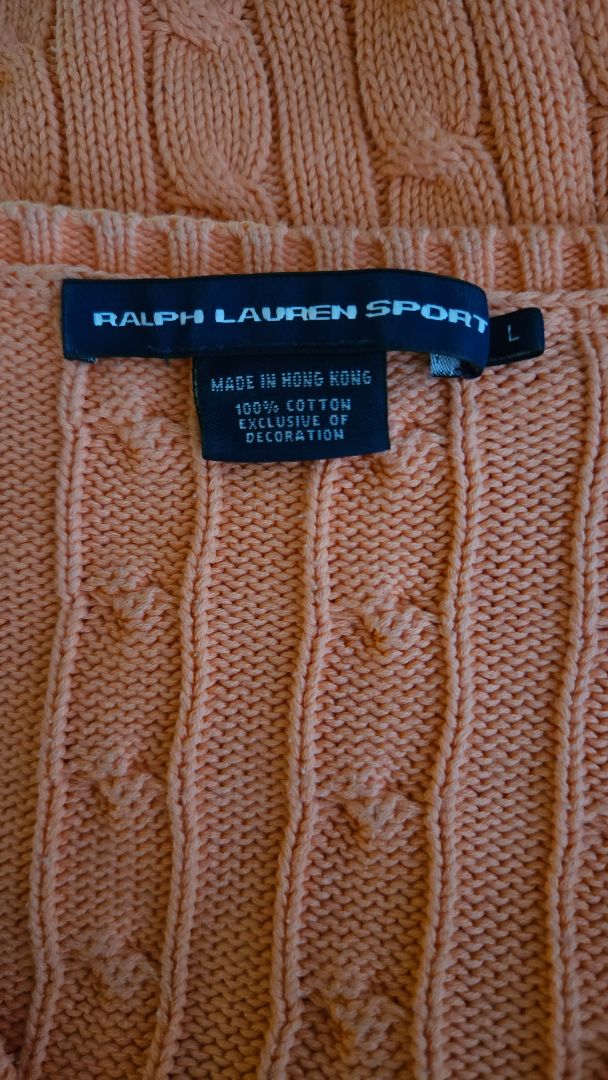 RALPH LAUREN SPORT
L
MADE IN HONG KONG
100% COTTON
EXCLUSIVE OF
DECORATION